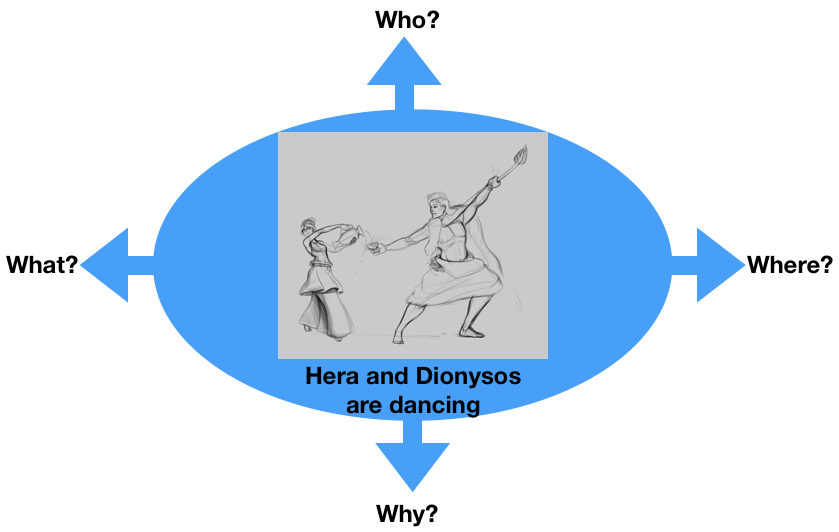 Who?
What?
Where?
Hera and Dionysos
are dancing
Why?